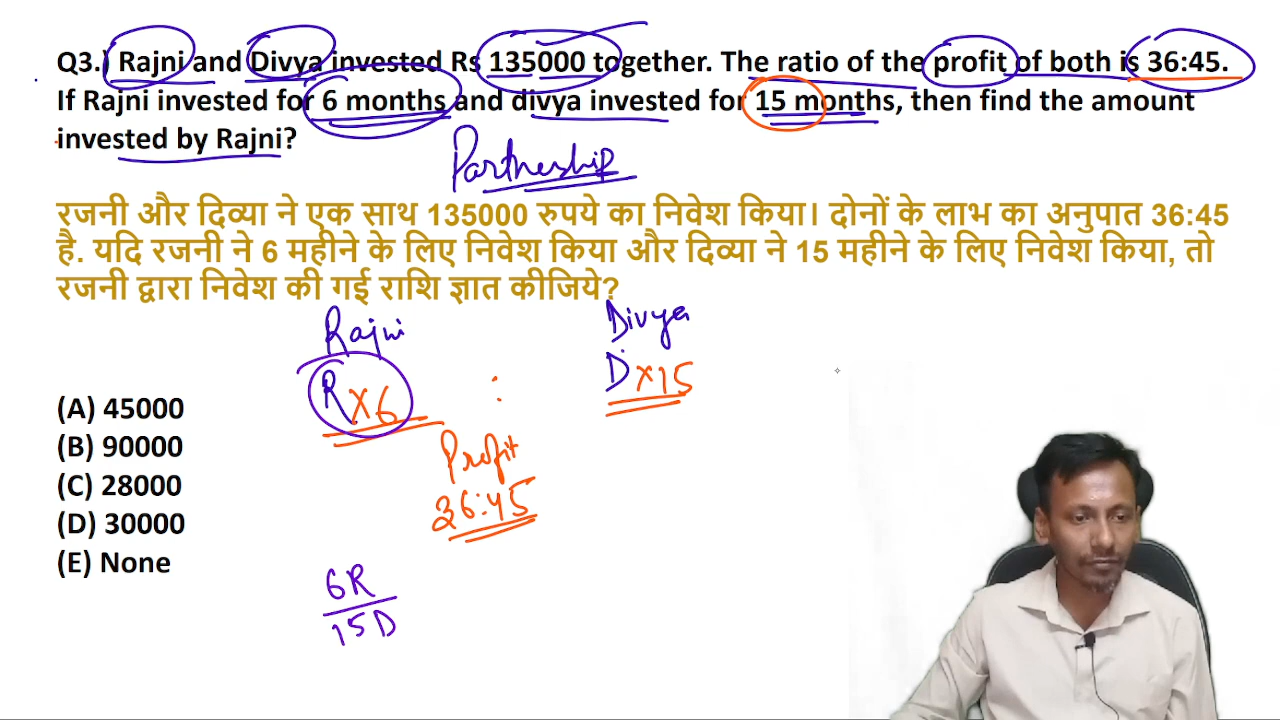 Q3.) Rajni and Divya invested Rs 135000 together. The ratio of the profit of both is 36:45.
If Rajni invested for 6 months and divya invested for 15 months, then find the amount
invested by Rajni?
Partnership
रजनी और दिव्या ने एक साथ 135000 रुपये का निवेश किया। दोनों के लाभ का अनुपात 36:45
है. यदि रजनी ने 6 महीने के लिए निवेश किया और दिव्या ने 15 महीने के लिए निवेश किया, तो
रजनी द्वारा निवेश की गई राशि ज्ञात कीजिये?
Rajni Divya
R×6 : D×15
Profit
36:45
(A) 45000
(B) 90000
(C) 28000
(D) 30000
(E) None
6R
15D